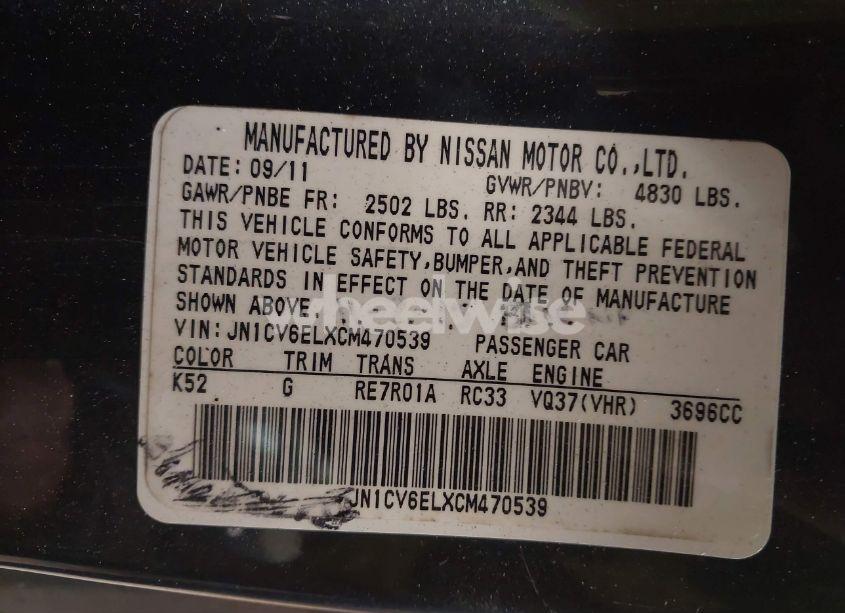 MANUFACTURED BY NISSAN MOTOR CO.,LTD.
DATE: 09/11 GVWR/PNBV: 4830 LBS.
GAWR/PNBE FR: 2502 LBS. RR: 2344 LBS.
THIS VEHICLE CONFORMS TO ALL APPLICABLE FEDERAL
MOTOR VEHICLE SAFETY,BUMPER,AND THEFT PREVENTION
STANDARDS IN EFFECT ON THE DATE OF MANUFACTURE
SHOWN ABOVE.
wheelwise
VIN:JN1CV6ELXCM470539 PASSENGER CAR
COLOR TRIM TRANS AXLE ENGINE
K52 G RE7R01A RC33 VQ37(VHR) 3696CC
JN1CV6ELXCM470539